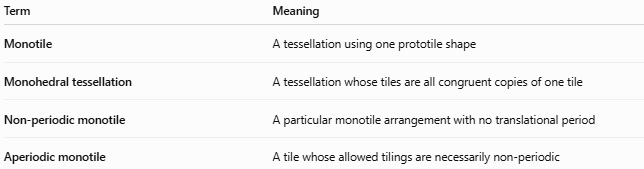 Term Meaning
Monotile A tessellation using one prototile shape
Monohedral tessellation A tessellation whose tiles are all congruent copies of one tile
Non-periodic monotile A particular monotile arrangement with no translational period
Aperiodic monotile A tile whose allowed tilings are necessarily non-periodic